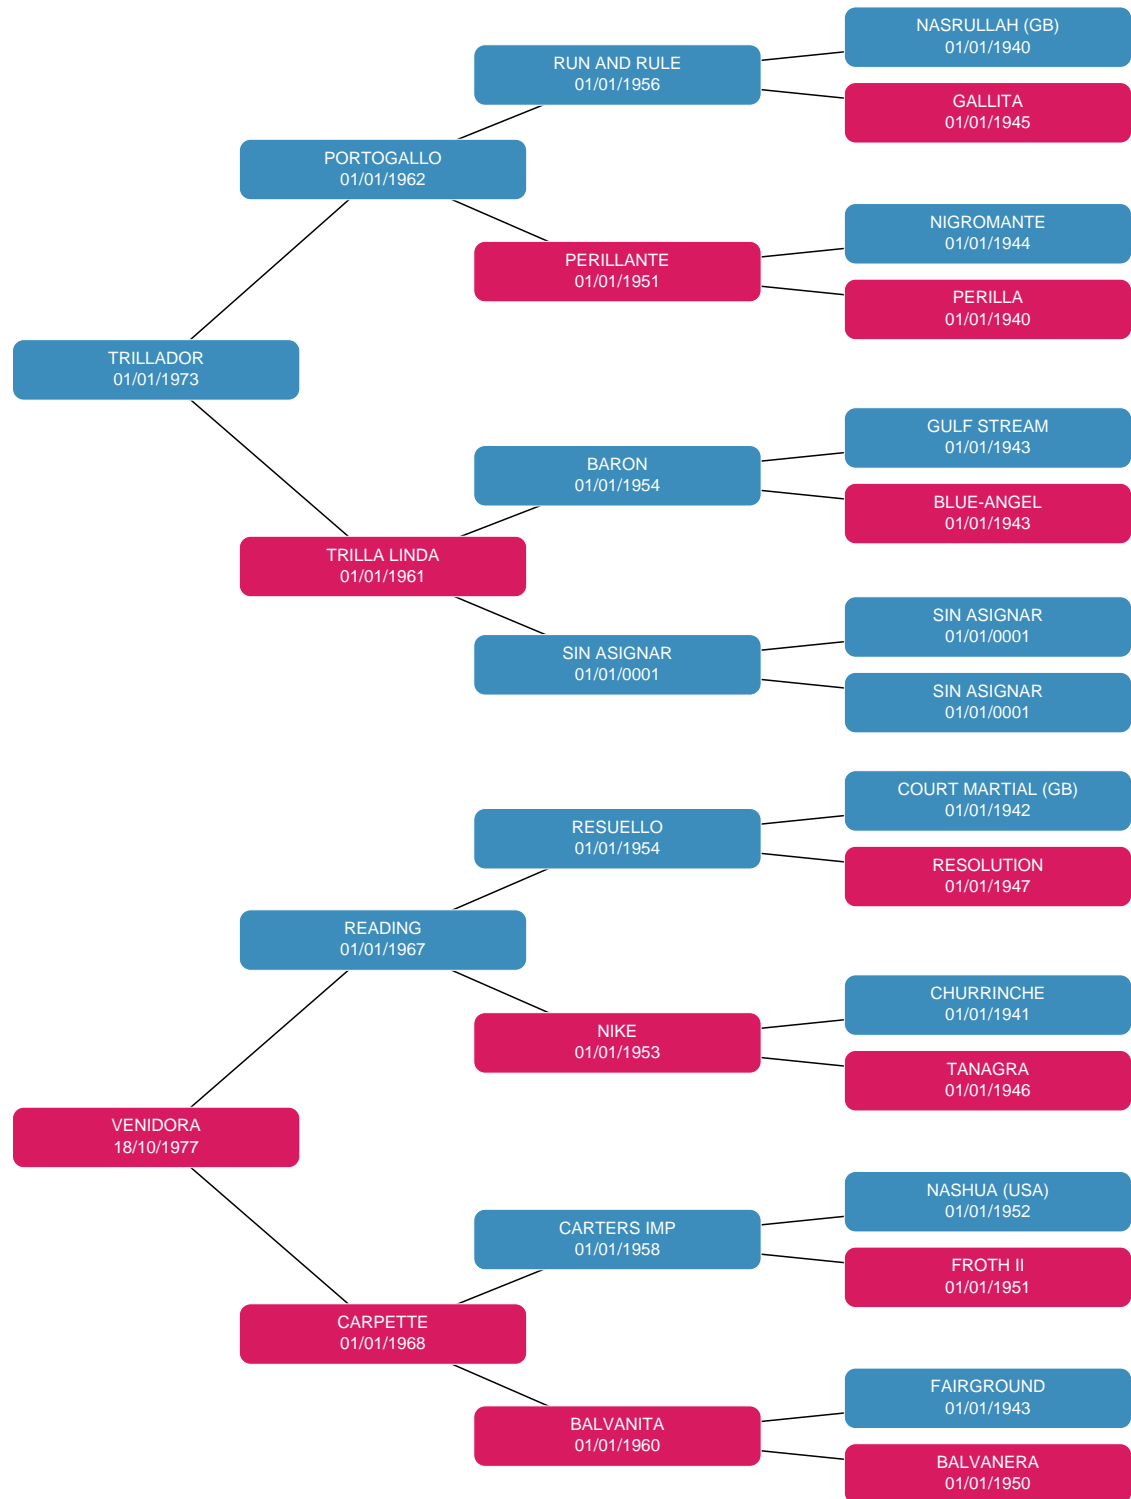 NASRULLAH (GB)
01/01/1940
RUN AND RULE
01/01/1956
GALLITA
01/01/1945
PORTOGALLO
01/01/1962
NIGROMANTE
01/01/1944
PERILLANTE
01/01/1951
PERILLA
01/01/1940
TRILLADOR
01/01/1973
GULF STREAM
01/01/1943
BARON
01/01/1954
BLUE-ANGEL
01/01/1943
TRILLA LINDA
01/01/1961
SIN ASIGNAR
01/01/0001
SIN ASIGNAR
01/01/0001
SIN ASIGNAR
01/01/0001
COURT MARTIAL (GB)
01/01/1942
RESUELLO
01/01/1954
RESOLUTION
01/01/1947
READING
01/01/1967
CHURRINCHE
01/01/1941
NIKE
01/01/1953
TANAGRA
01/01/1946
VENIDORA
18/10/1977
NASHUA (USA)
01/01/1952
CARTERS IMP
01/01/1958
FROTH II
01/01/1951
CARPETTE
01/01/1968
FAIRGROUND
01/01/1943
BALVANITA
01/01/1960
BALVANERA
01/01/1950